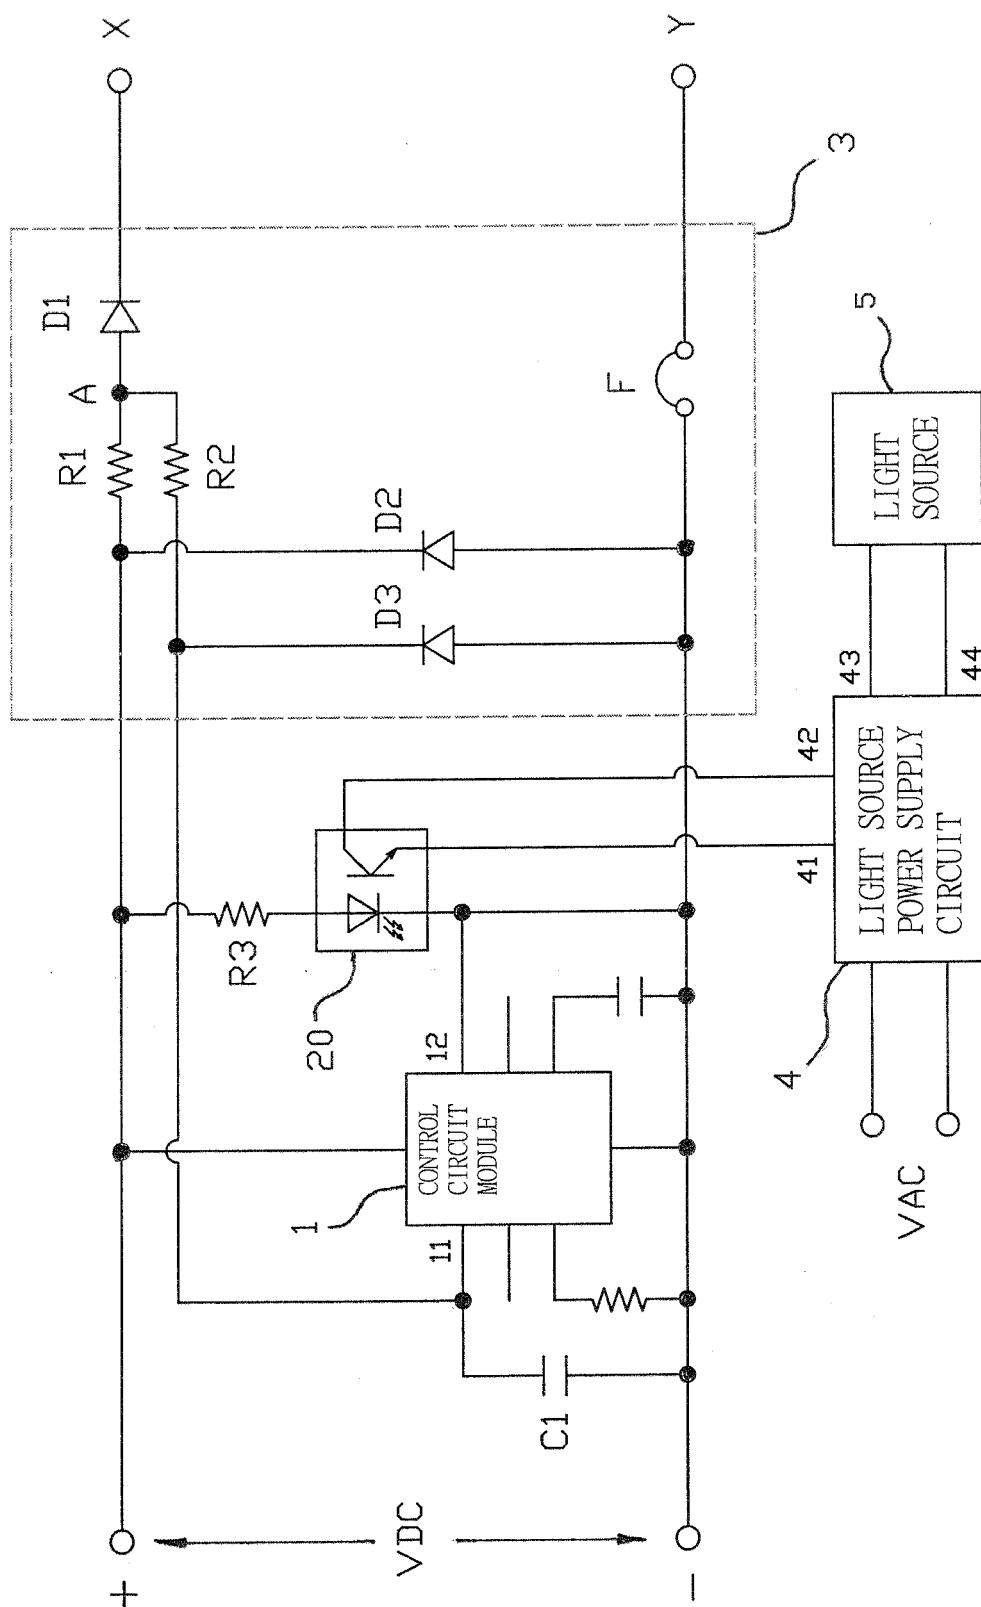 X
Y
3
D1
A
R1
R2
F
D2
D3
5
LIGHT
SOURCE
43
44
42
41
LIGHT SOURCE
POWER SUPPLY
CIRCUIT
4
R3
20
12
CONTROL
CIRCUIT
MODULE
1
11
C1
VAC
VDC
+
-